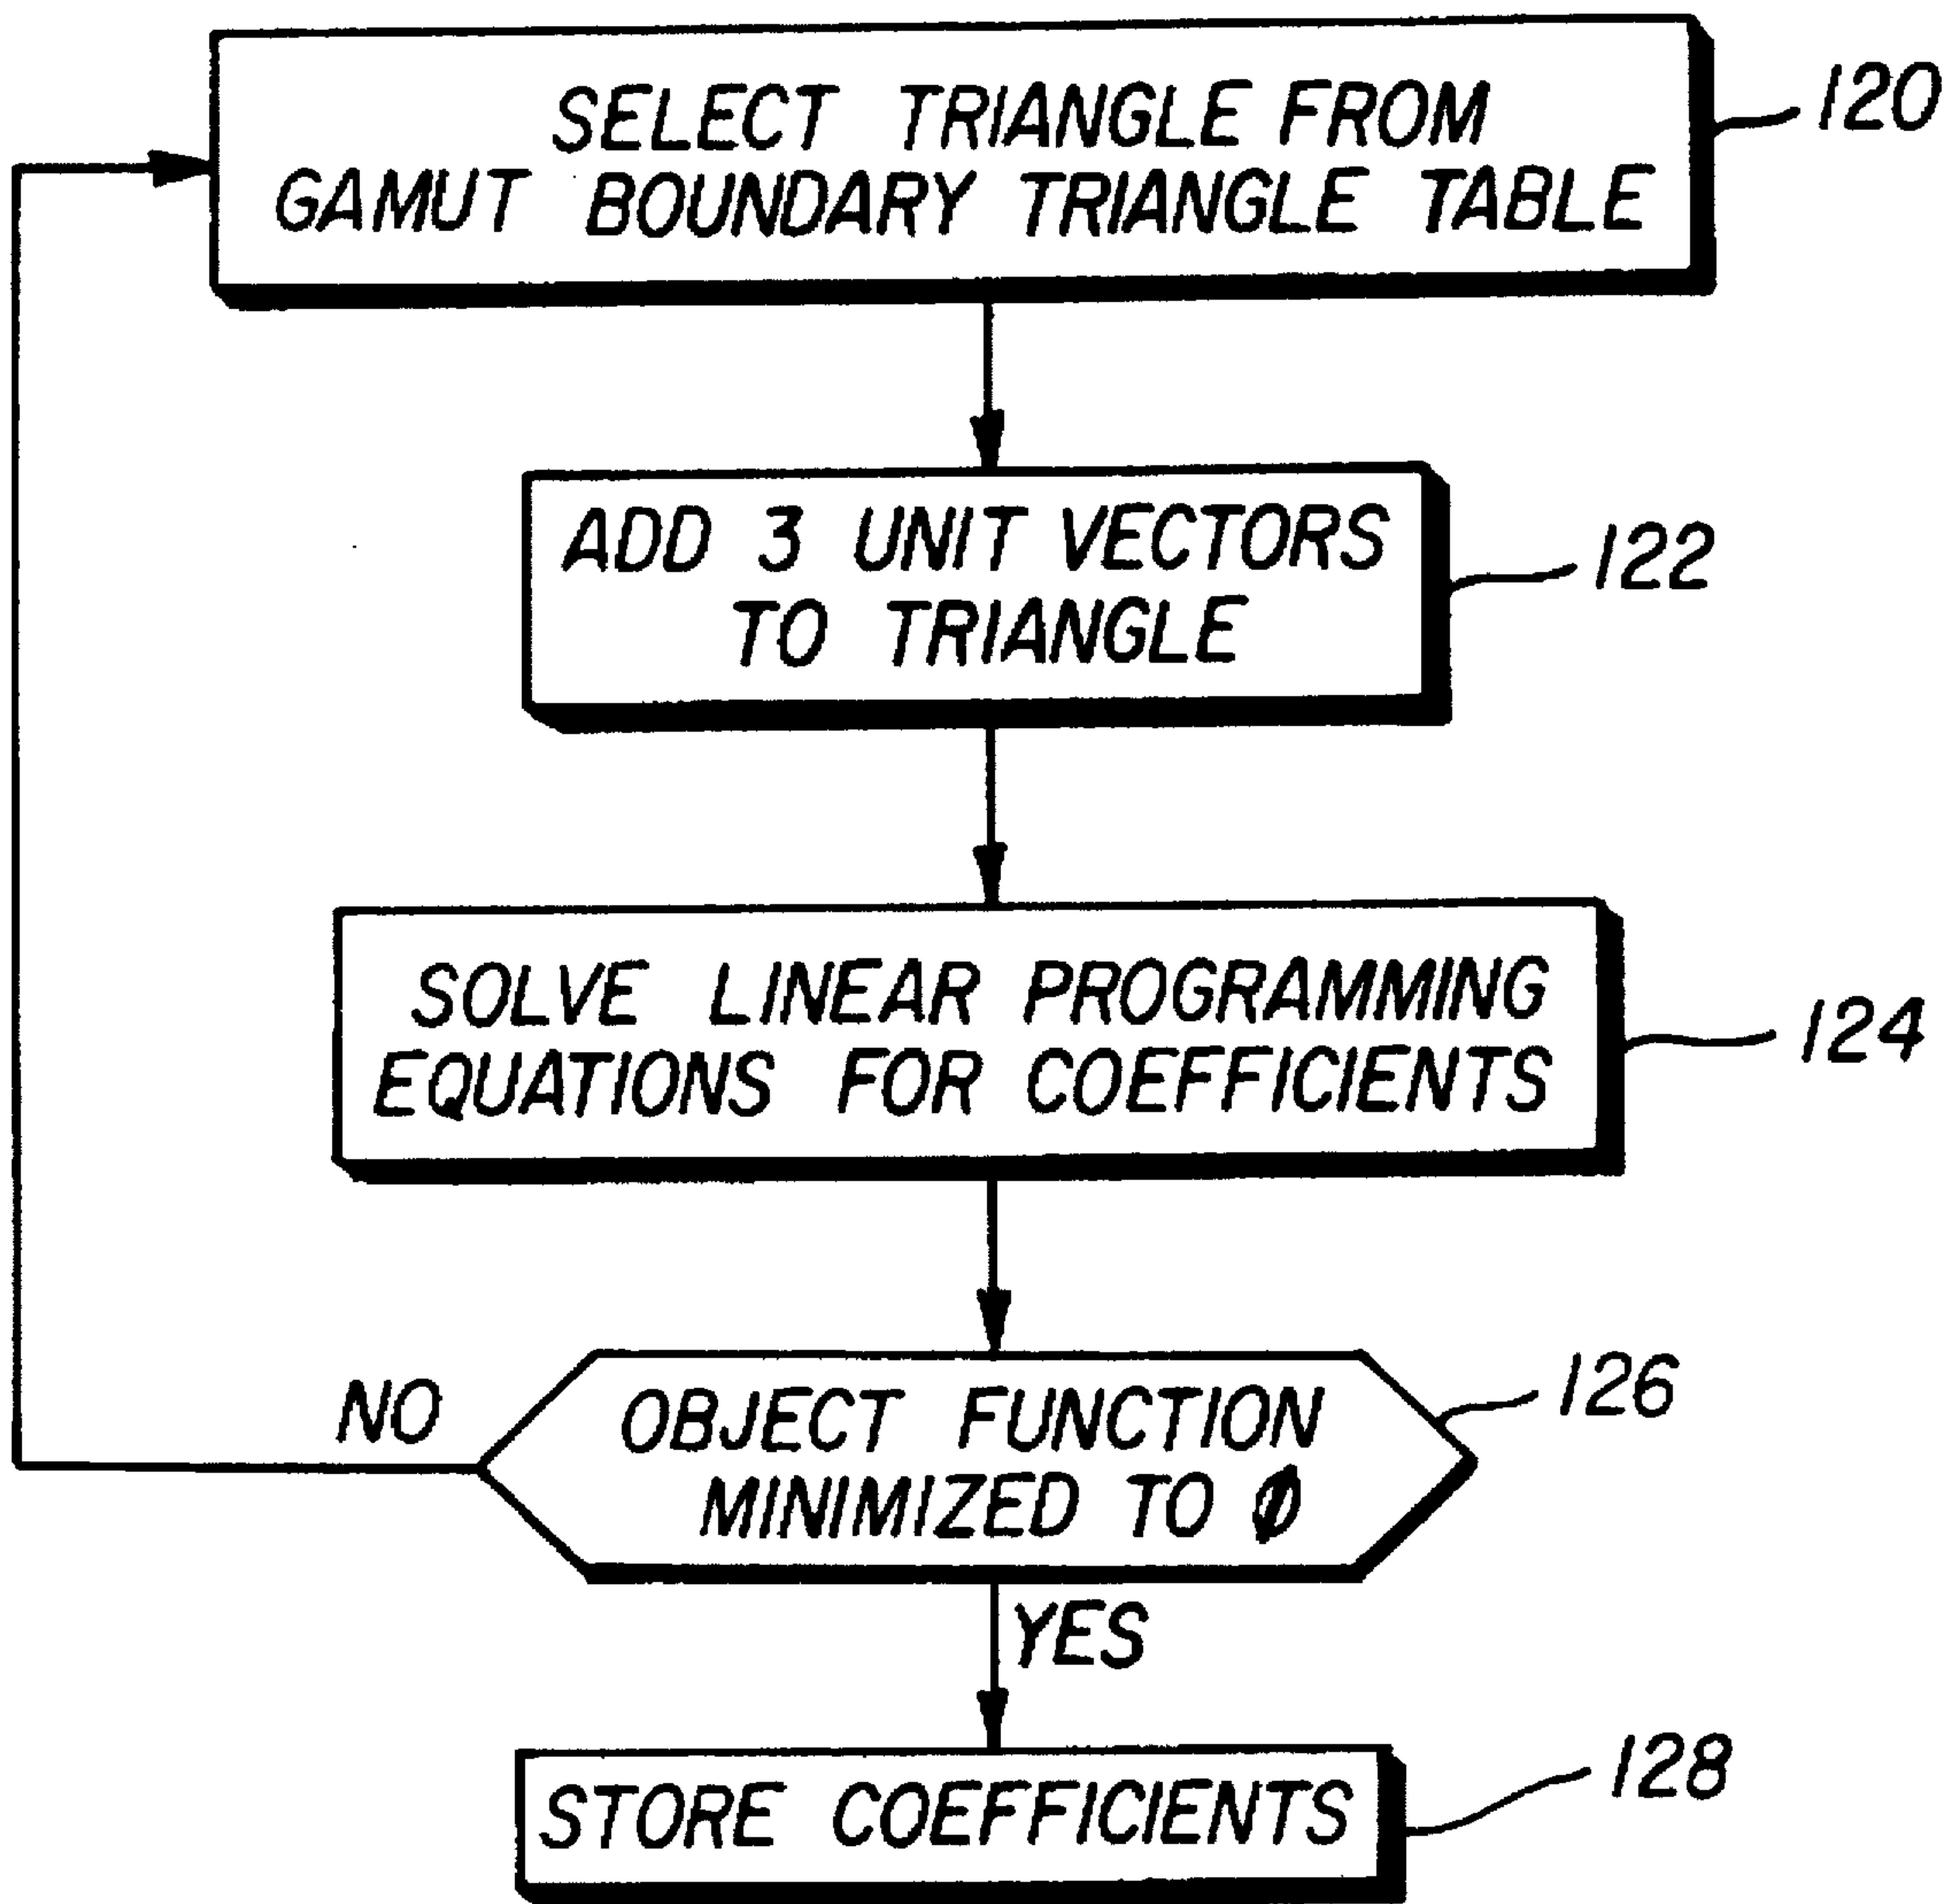 SELECT TRIANGLE FROM
GAMUT BOUNDARY TRIANGLE TABLE
120
ADD 3 UNIT VECTORS
TO TRIANGLE
122
SOLVE LINEAR PROGRAMMING
EQUATIONS FOR COEFFICIENTS
124
NO
OBJECT FUNCTION
MINIMIZED TO Ø
126
YES
STORE COEFFICIENTS
128